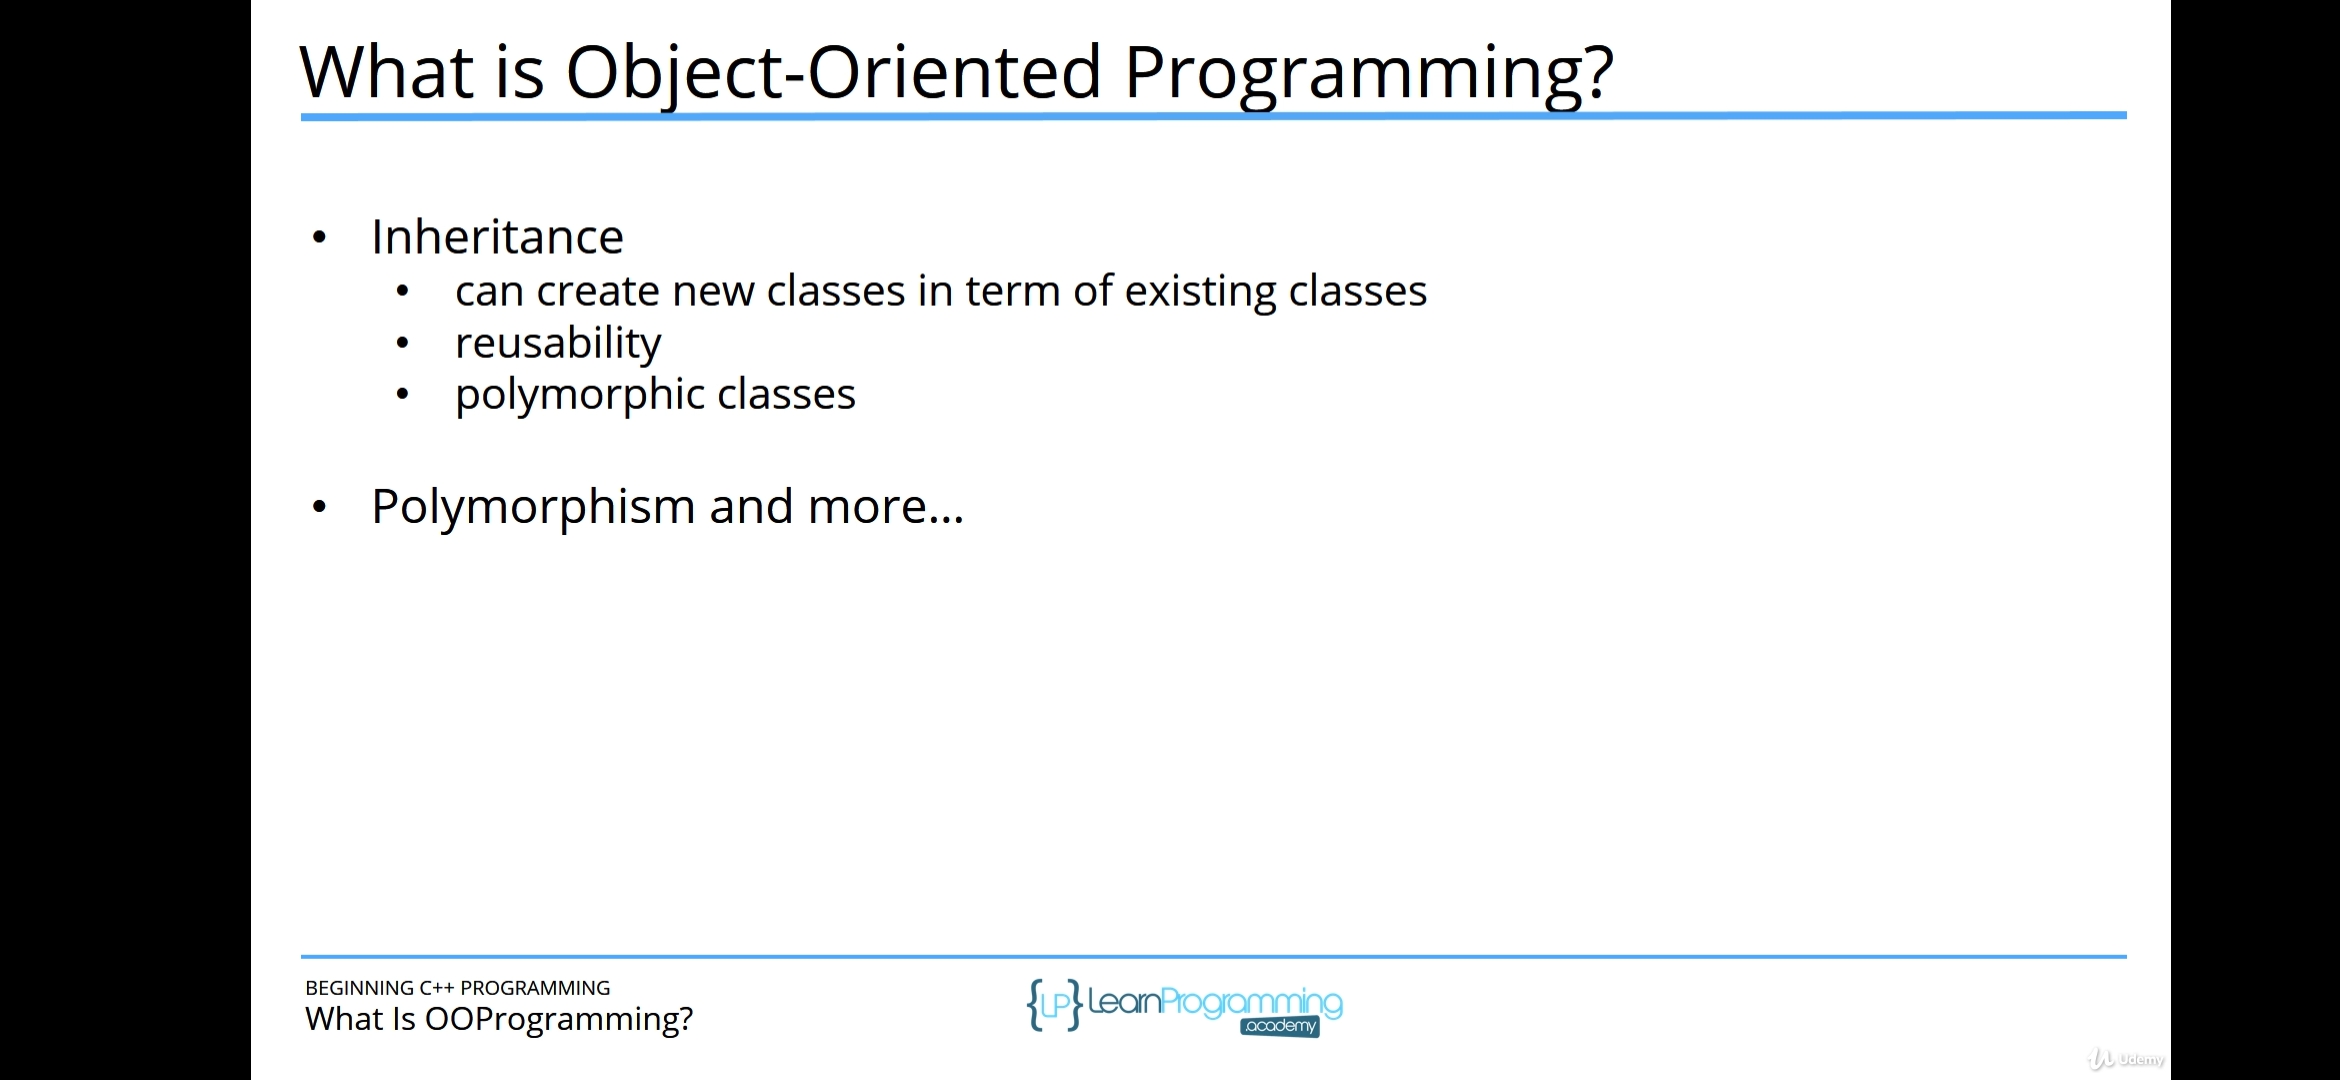 What is Object-Oriented Programming?
• Inheritance
• can create new classes in term of existing classes
• reusability
• polymorphic classes
• Polymorphism and more...
BEGINNING C++ PROGRAMMING
What Is OOProgramming?
{LP} LearnProgramming
academy
Udemy